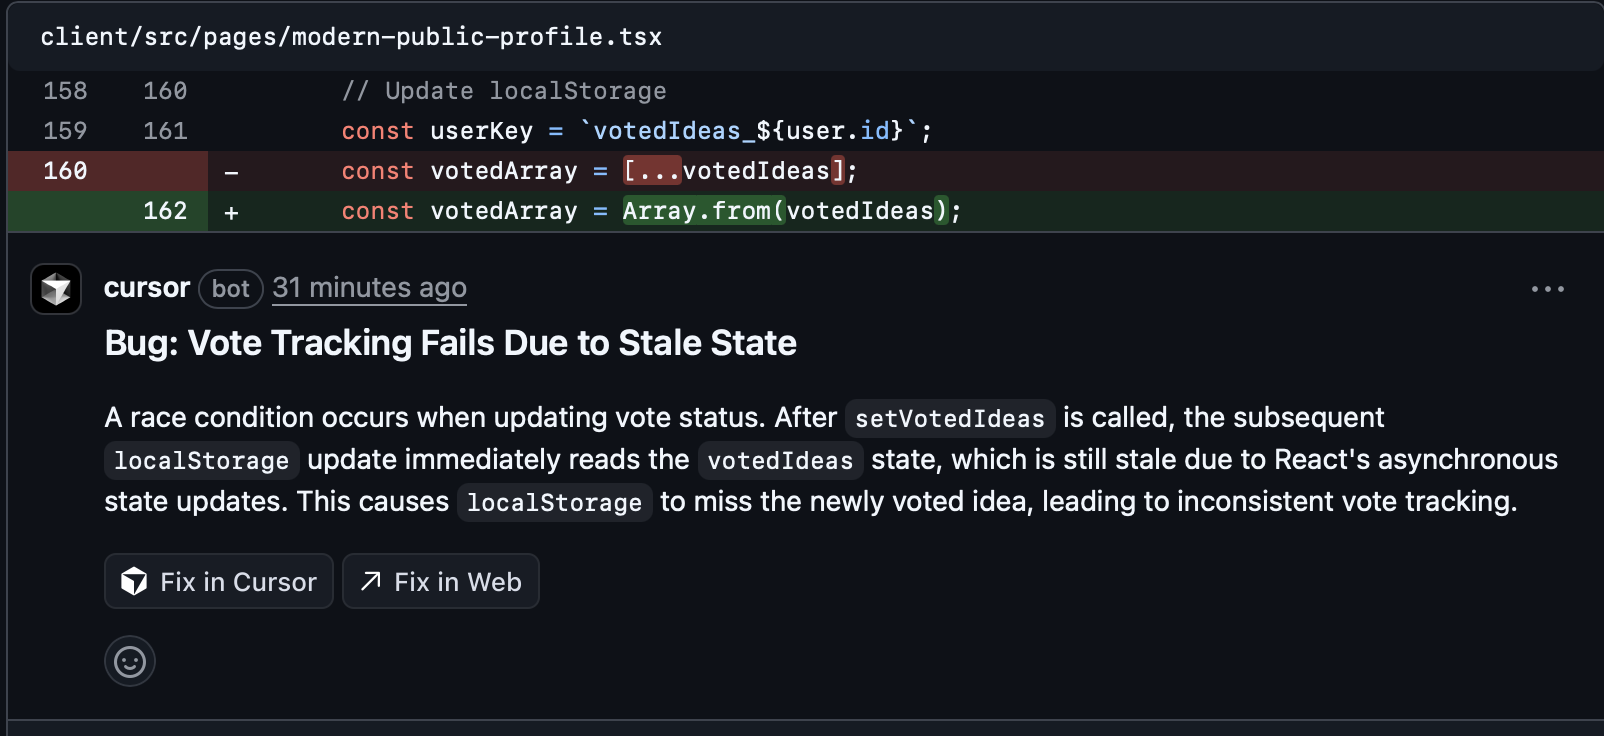 client/src/pages/modern-public-profile.tsx
158 160 // Update localStorage
159 161 const userKey = `votedIdeas_${user.id}`;
160 - const votedArray = [...votedIdeas];
162 + const votedArray = Array.from(votedIdeas);
cursor bot 31 minutes ago
Bug: Vote Tracking Fails Due to Stale State
A race condition occurs when updating vote status. After setVotedIdeas is called, the subsequent
localStorage update immediately reads the votedIdeas state, which is still stale due to React's asynchronous
state updates. This causes localStorage to miss the newly voted idea, leading to inconsistent vote tracking.
Fix in Cursor Fix in Web